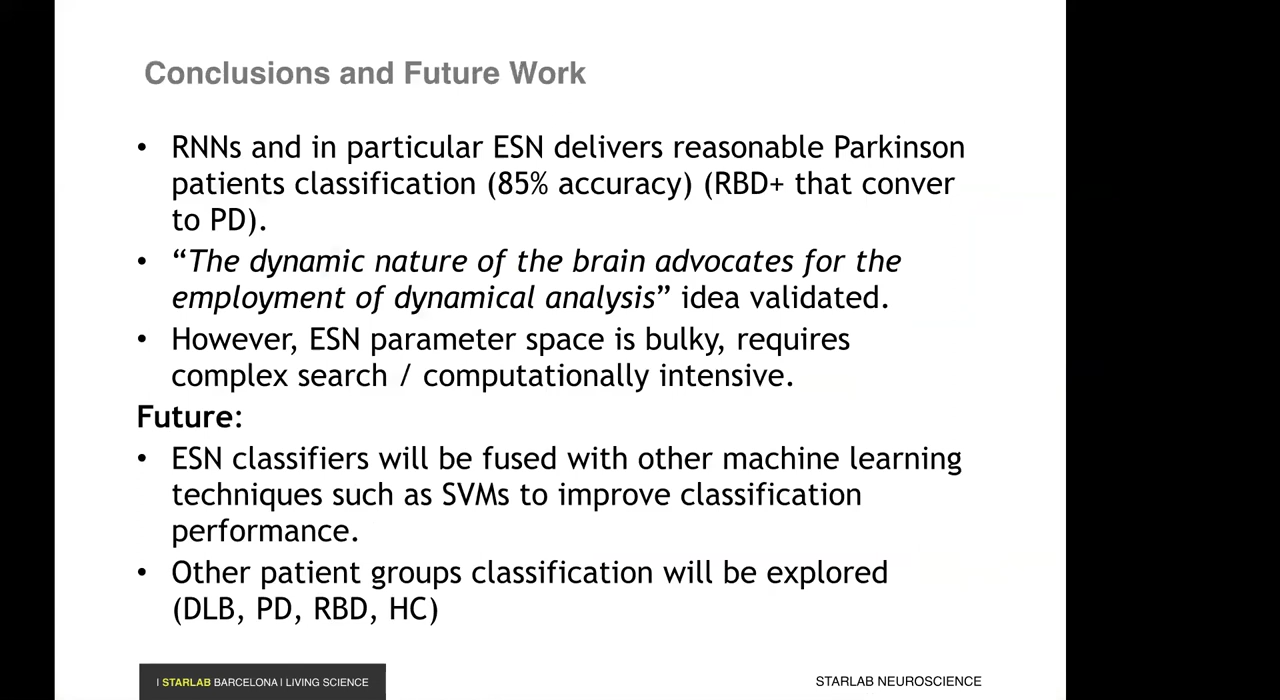 Conclusions and Future Work
• RNNs and in particular ESN delivers reasonable Parkinson
patients classification (85% accuracy) (RBD+ that conver
to PD).
• “The dynamic nature of the brain advocates for the
employment of dynamical analysis” idea validated.
• However, ESN parameter space is bulky, requires
complex search / computationally intensive.
Future:
• ESN classifiers will be fused with other machine learning
techniques such as SVMs to improve classification
performance.
• Other patient groups classification will be explored
(DLB, PD, RBD, HC)
| STARLAB BARCELONA | LIVING SCIENCE
STARLAB NEUROSCIENCE